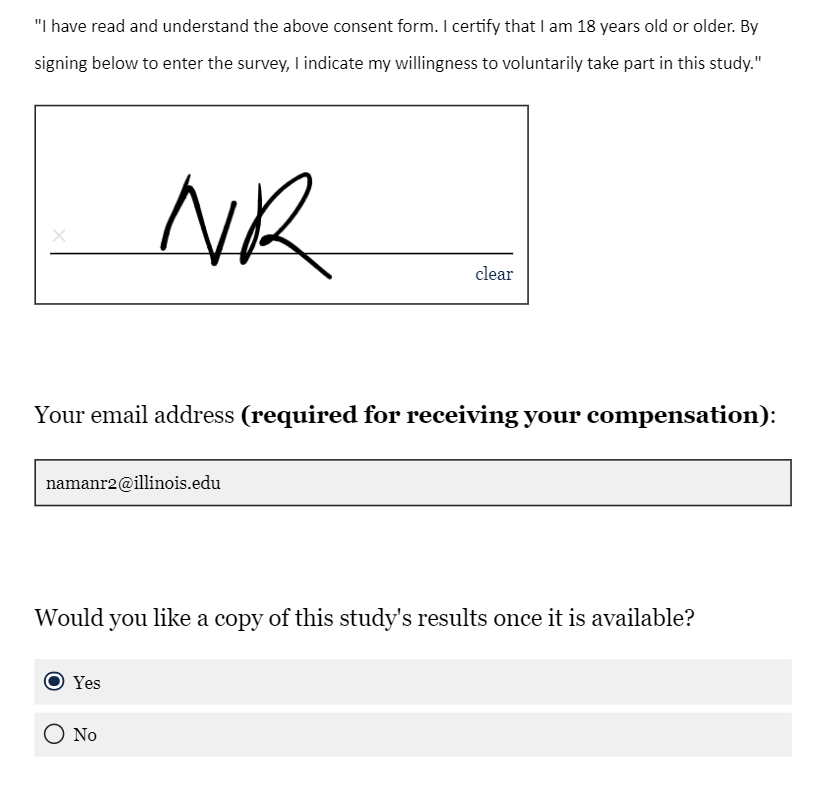 "I have read and understand the above consent form. I certify that I am 18 years old or older. By
signing below to enter the survey, I indicate my willingness to voluntarily take part in this study."
NR
clear
Your email address (required for receiving your compensation):
namanr2@illinois.edu
Would you like a copy of this study's results once it is available?
Yes
No